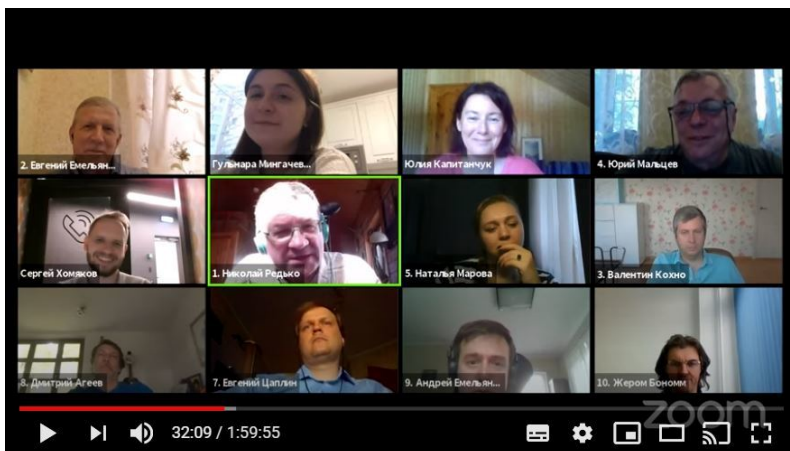 2. Евгений Емельян...
Гульнара Мингачев...
Юлия Капитанчук
4. Юрий Мальцев
Сергей Хомяков
1. Николай Редько
5. Наталья Марова
3. Валентин Кохно
8. Дмитрий Агеев
7. Евгений Цаплин
9. Андрей Емельян...
10. Жером Бономм
zoom
32:09 / 1:59:55